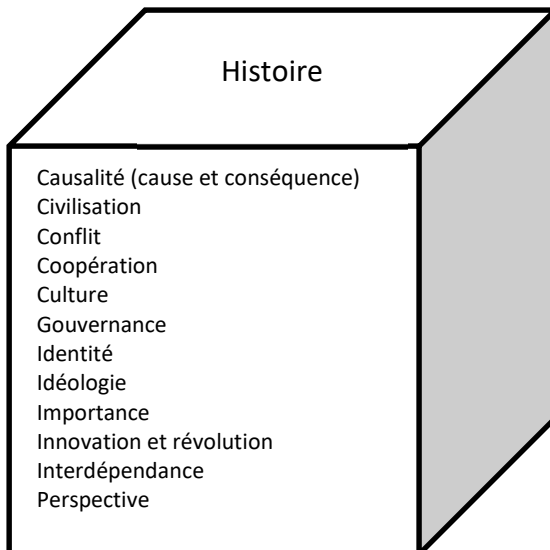 Histoire
Causalité (cause et conséquence)
Civilisation
Conflit
Coopération
Culture
Gouvernance
Identité
Idéologie
Importance
Innovation et révolution
Interdépendance
Perspective